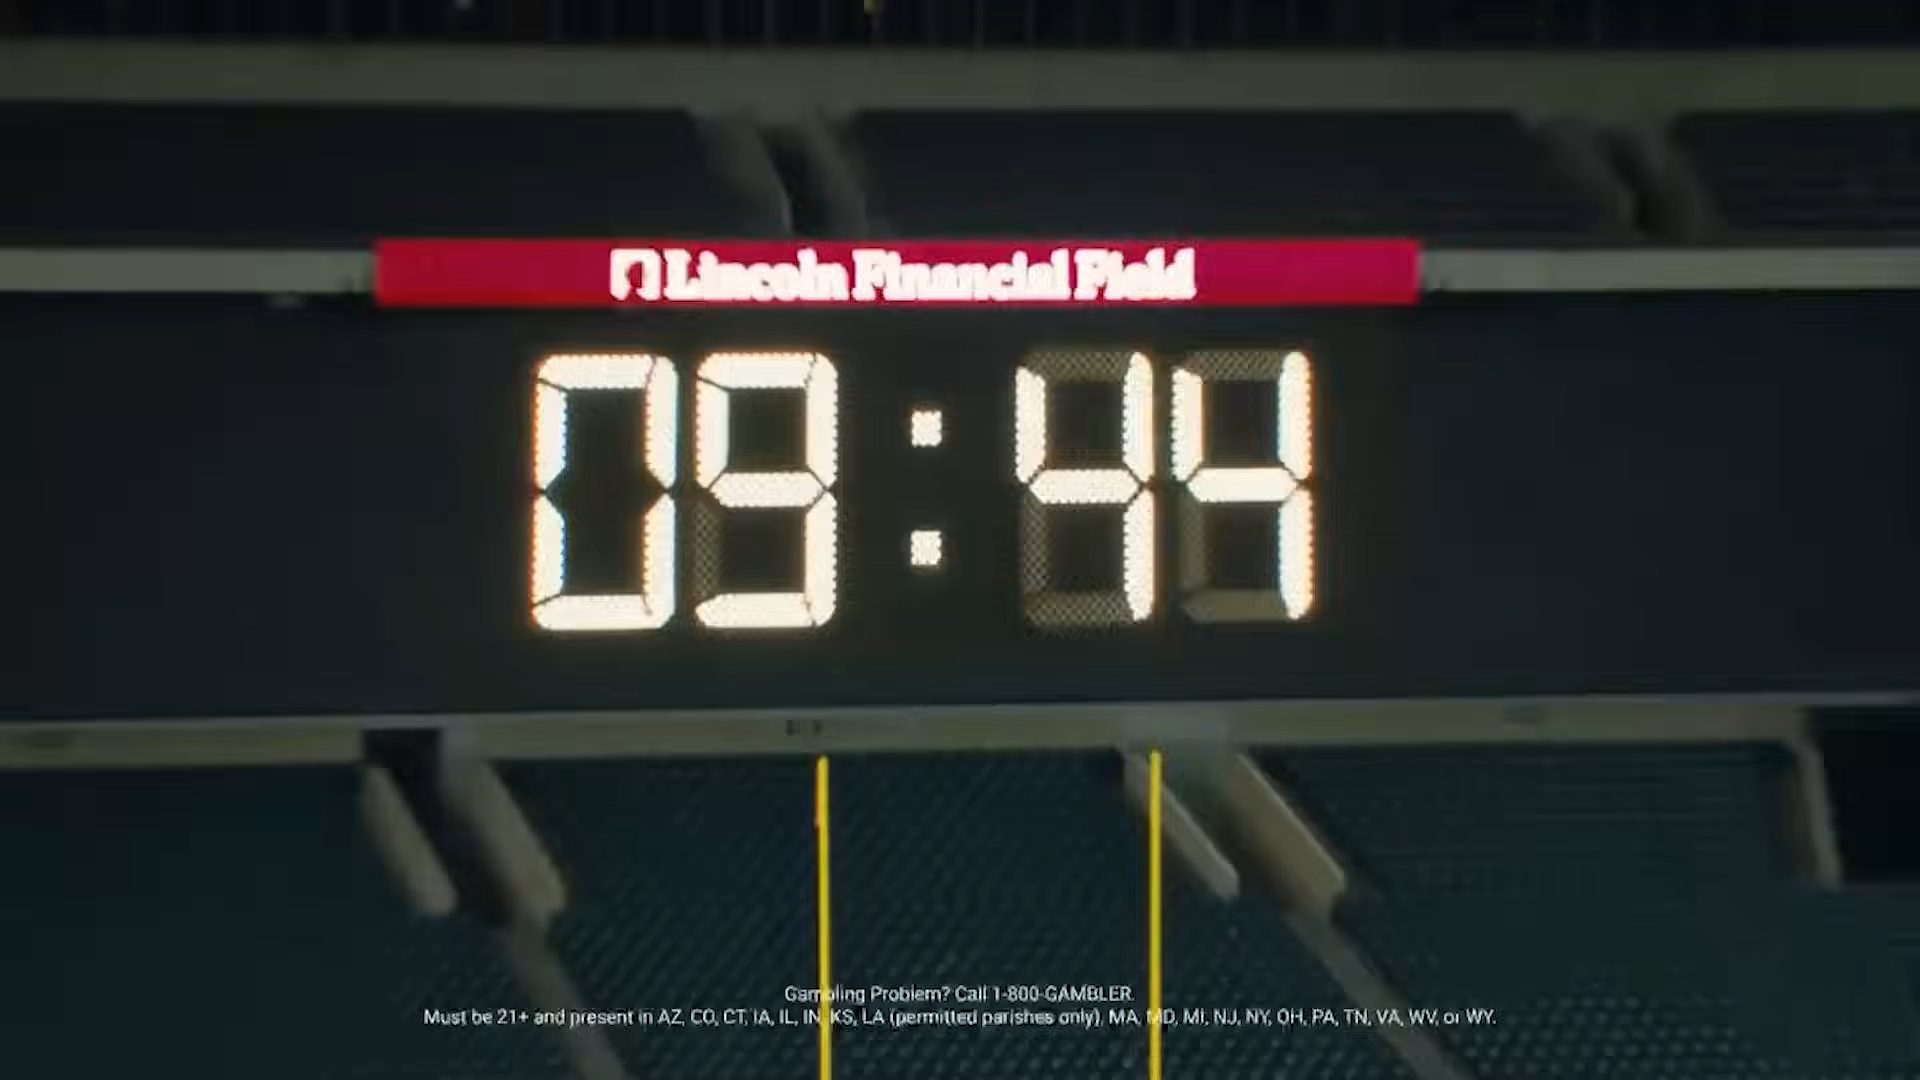 Lincoln Financial Field
09:44
Gambling Problem? Call 1-800-GAMBLER.
Must be 21+ and present in AZ, CO, CT, IA, IL, IN, KS, LA (permitted parishes only), MA, MD, MI, NJ, NY, OH, PA, TN, VA, WV, or WY.